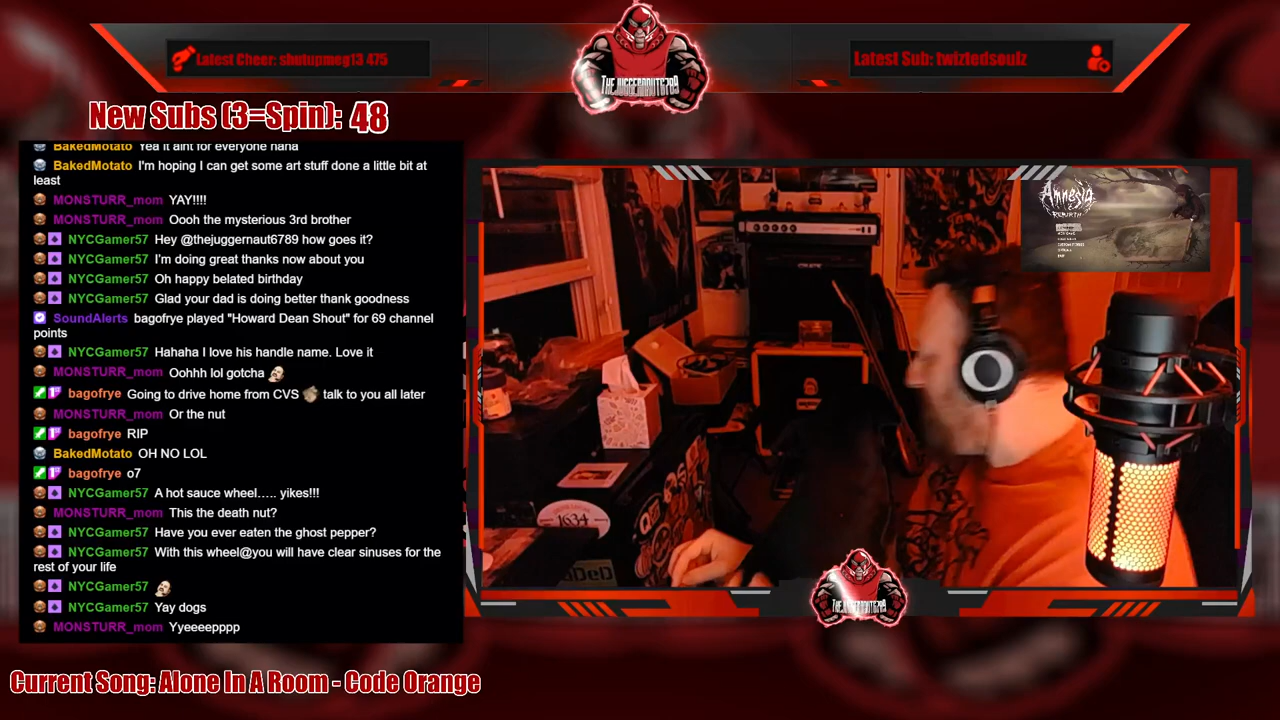 Latest Cheer: shutupmeg13 475
THEJUGGERNAUT6789
Latest Sub: twiztedsoulz
New Subs (3=Spin): 48
BakedMotato Yea it aint for everyone haha
BakedMotato I'm hoping I can get some art stuff done a little bit at
least
MONSTURR_mom YAY!!!!
MONSTURR_mom Oooh the mysterious 3rd brother
NYCGamer57 Hey @thejuggernaut6789 how goes it?
NYCGamer57 I'm doing great thanks now about you
NYCGamer57 Oh happy belated birthday
NYCGamer57 Glad your dad is doing better thank goodness
SoundAlerts bagofrye played "Howard Dean Shout" for 69 channel
points
NYCGamer57 Hahaha I love his handle name. Love it
MONSTURR_mom Oohhh lol gotcha
bagofrye Going to drive home from CVS talk to you all later
MONSTURR_mom Or the nut
bagofrye RIP
BakedMotato OH NO LOL
bagofrye o7
NYCGamer57 A hot sauce wheel..... yikes!!!
MONSTURR_mom This the death nut?
NYCGamer57 Have you ever eaten the ghost pepper?
NYCGamer57 With this wheel@you will have clear sinuses for the
rest of your life
NYCGamer57
NYCGamer57 Yay dogs
MONSTURR_mom Yyeeeepppp
Amnesia
REBIRTH
1634
THEJUGGERNAUT6789
Current Song: Alone In A Room - Code Orange